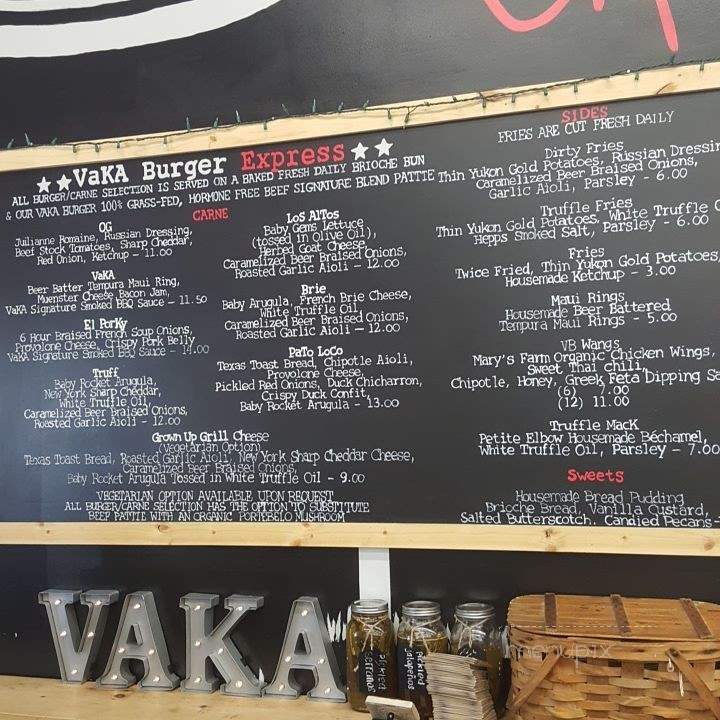 VaKA Burger Express
ALL BURGER/CARNE SELECTION IS SERVED ON A BAKED FRESH DAILY BRIOCHE BUN
& OUR VAKA BURGER 100% GRASS-FED, HORMONE FREE BEEF SIGNATURE BLEND PATTIE
CARNE
OG
Julianne Romaine, Russian Dressing,
Beef Stock Tomatoes, Sharp Cheddar,
Red Onion, Ketchup - 11.00
VaKA
Beer Batter Tempura Maui Ring,
Muenster Cheese, Bacon Jam,
VaKA Signature Smoked BBQ Sauce - 11.50
El PorKy
6 Hour Braised French Soup Onions,
Provolone Cheese, Crispy Pork Belly
VaKA Signature Smoked BBQ Sauce - 14.00
Truff
Baby Rocket Arugula,
New York Sharp Cheddar,
White Truffle Oil,
Caramelized Beer Braised Onions,
Roasted Garlic Aioli - 12.00
LoS AlTos
Baby Gems Lettuce
(tossed in Olive Oil),
Herbed Goat Cheese,
Caramelized Beer Braised Onions,
Roasted Garlic Aioli - 12.00
Brie
Baby Arugula, French Brie Cheese,
White Truffle Oil,
Caramelized Beer Braised Onions,
Roasted Garlic Aioli - 12.00
PaTo LoCo
Texas Toast Bread, Chipotle Aioli,
Provolone Cheese,
Pickled Red Onions, Duck Chicharron,
Crispy Duck Confit,
Baby Rocket Arugula - 13.00
Grown Up Grill Cheese
(Vegetarian Option)
Texas Toast Bread, Roasted Garlic Aioli, New York Sharp Cheddar Cheese,
Caramelized Beer Braised Onions,
Baby Rocket Arugula Tossed in White Truffle Oil - 9.00
VEGETARIAN OPTION AVAILABLE UPON REQUEST
ALL BURGER/CARNE SELECTION HAS THE OPTION TO SUBSTITUTE
BEEF PATTIE WITH AN ORGANIC PORTEBELO MUSHROOM
SIDES
FRIES ARE CUT FRESH DAILY
Dirty Fries
Thin Yukon Gold Potatoes, Russian Dressin
Caramelized Beer Braised Onions,
Garlic Aioli, Parsley - 6.00
Truffle Fries
Thin Yukon Gold Potatoes, White Truffle O
Hepps Smoked Salt, Parsley - 6.00
Fries
Twice Fried, Thin Yukon Gold Potatoes,
Housemade Ketchup - 3.00
Maui Rings
Housemade Beer Battered
Tempura Maui Rings - 5.00
VB Wangs
Mary's Farm Organic Chicken Wings,
Sweet Thai chili,
Chipotle, Honey, Greek Feta Dipping Sa
(6) 7.00
(12) 11.00
Truffle MacK
Petite Elbow Housemade Béchamel,
White Truffle Oil, Parsley - 7.00
Sweets
Housemade Bread Pudding
Brioche Bread, Vanilla Custard,
Salted Butterscotch, Candied Pecans -
VAKA
pickled serranos
pickled jalapeños
menupix